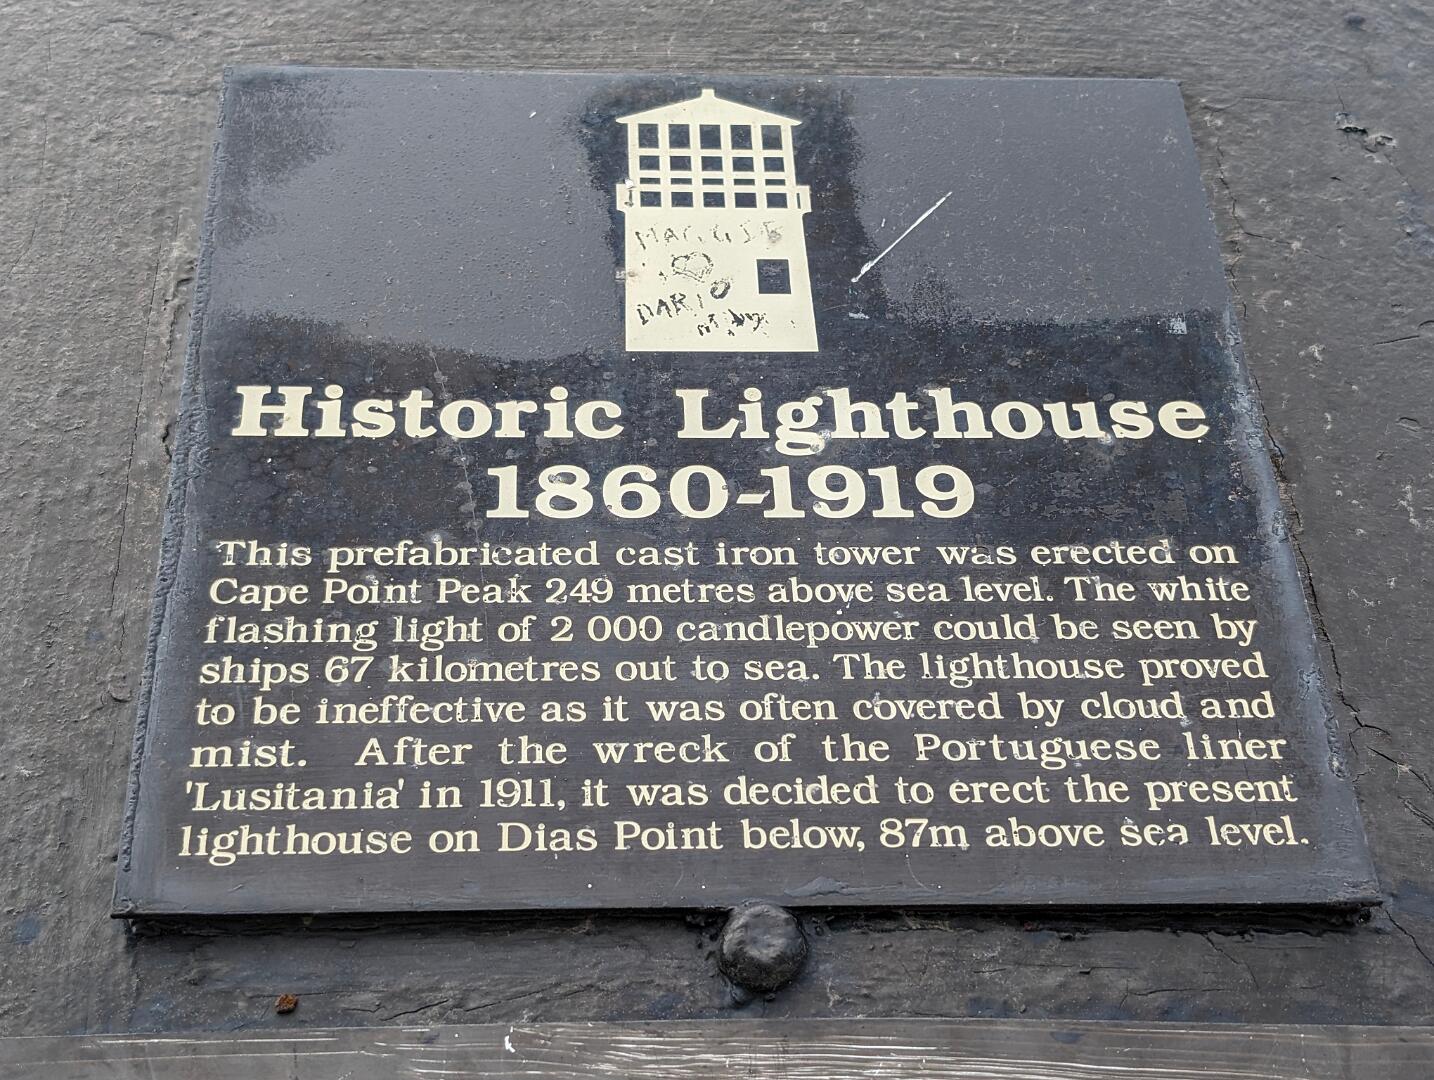 DARIO
Historic Lighthouse
1860-1919
This prefabricated cast iron tower was erected on
Cape Point Peak 249 metres above sea level. The white
flashing light of 2 000 candlepower could be seen by
ships 67 kilometres out to sea. The lighthouse proved
to be ineffective as it was often covered by cloud and
mist. After the wreck of the Portuguese liner
'Lusitania' in 1911, it was decided to erect the present
lighthouse on Dias Point below, 87m above sea level.